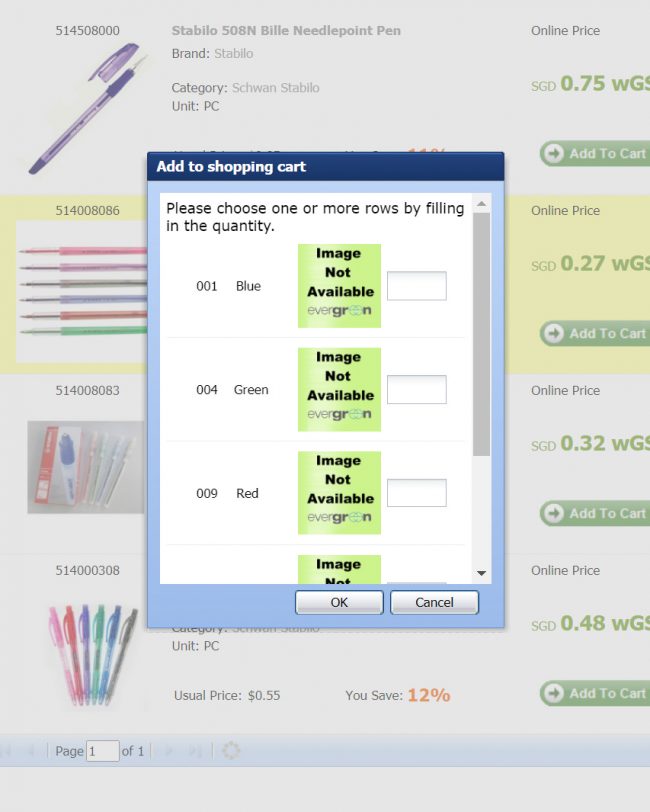 514508000
Stabilo 508N Bille Needlepoint Pen
Online Price
Brand: Stabilo
SGD 0.75 wGS
Category: Schwan Stabilo
Unit: PC
11%
Add To Cart
Add to shopping cart
514008086
Online Price
Please choose one or more rows by filling
in the quantity.
SGD 0.27 wGS
001 Blue
Image
Not
Available
evergreen
Add To Cart
514008083
Online Price
004 Green
Image
Not
Available
evergreen
SGD 0.32 wGS
009 Red
Image
Not
Available
evergreen
Add To Cart
514000308
Online Price
Image
Not
OK
Cancel
Category: Schwan Stabilo
SGD 0.48 wGS
Unit: PC
Usual Price: $0.55
You Save: 12%
Add To Cart
Page 1 of 1